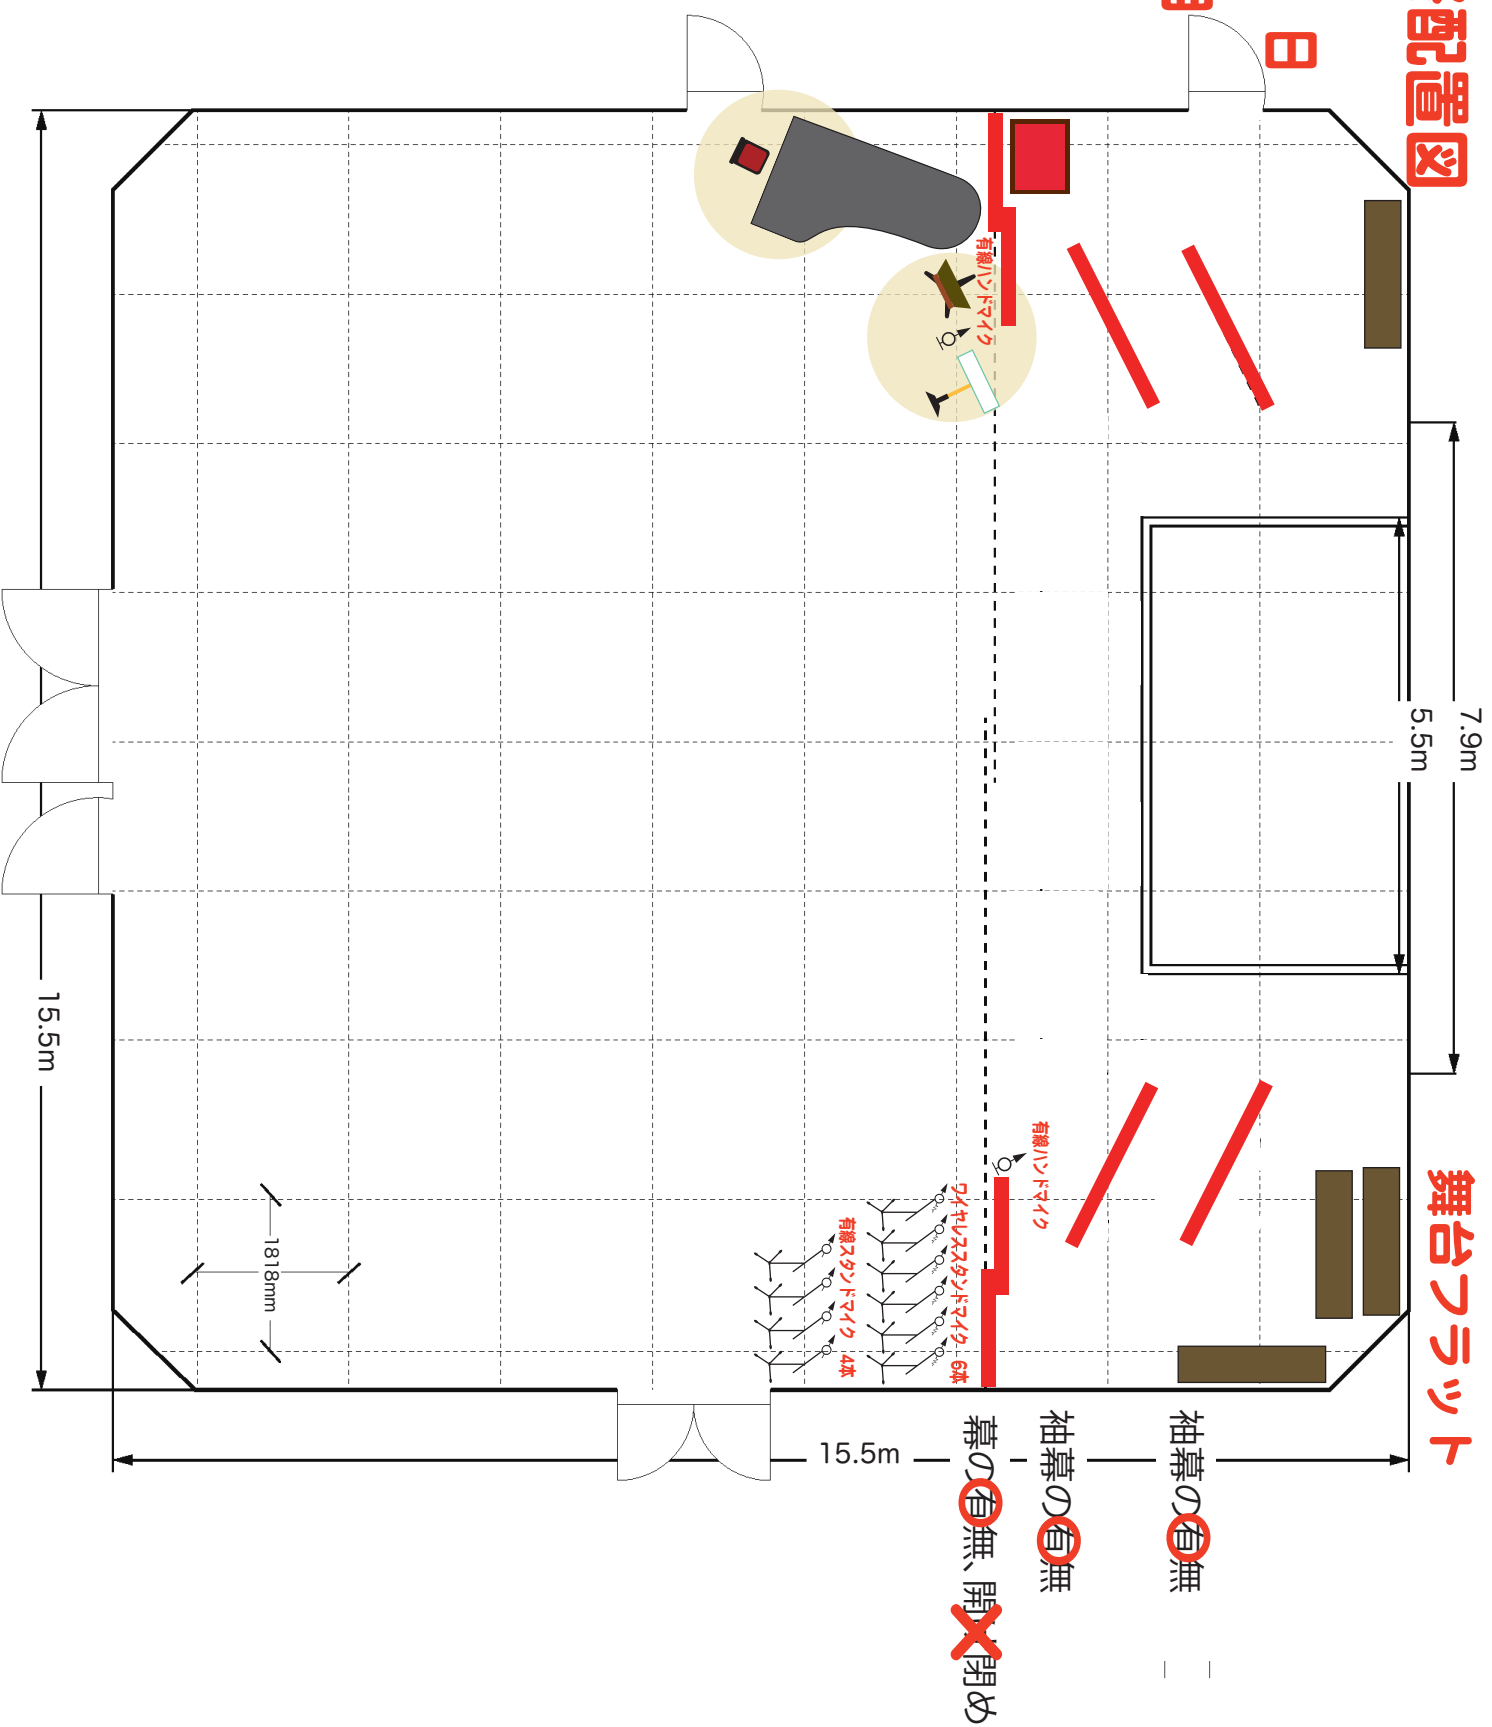 配置図
日
舞台フラット
7.9m
5.5m
有線ハンドマイク
有線ハンドマイク
ワイヤレススタンドマイク 6本
有線スタンドマイク 4本
1818mm
15.5m
15.5m
袖幕の有無
袖幕の有無
幕の有無、開 閉め